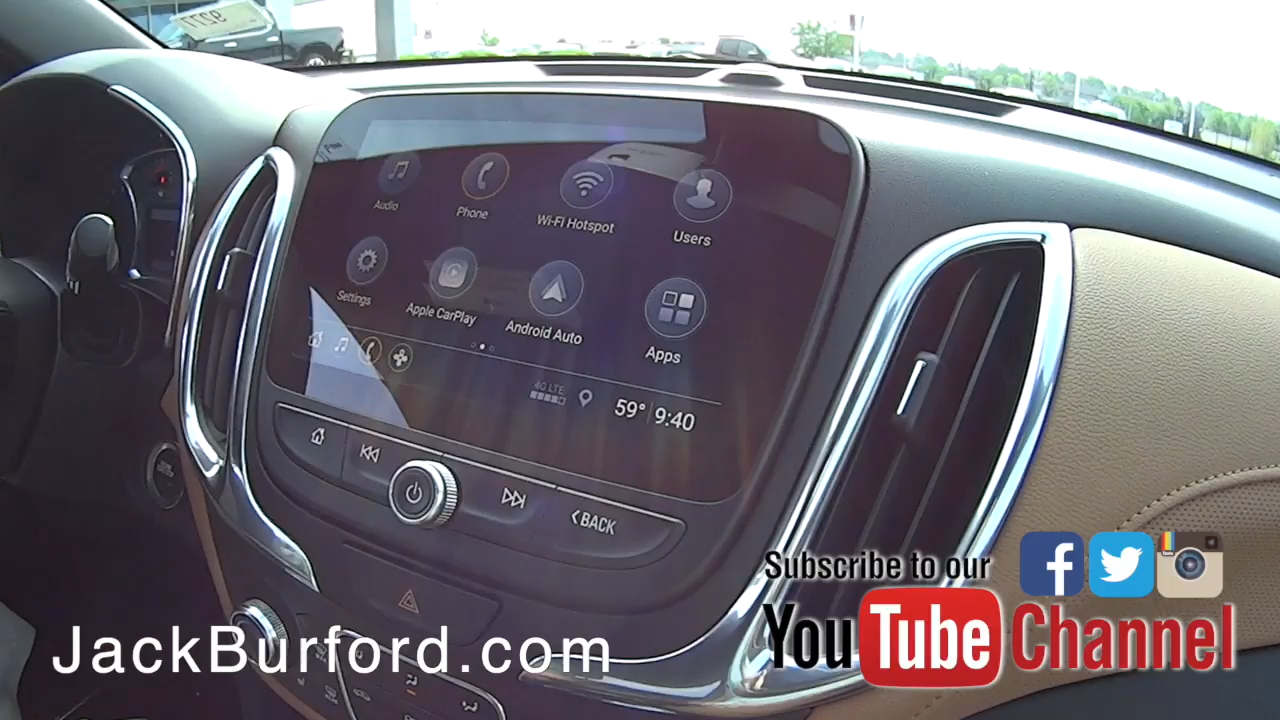 9277
Audio
Phone
Wi-Fi Hotspot
Users
Settings
Apple CarPlay
Android Auto
Apps
4G LTE
59° 9:40
BACK
Subscribe to our
YouTube Channel
JackBurford.com